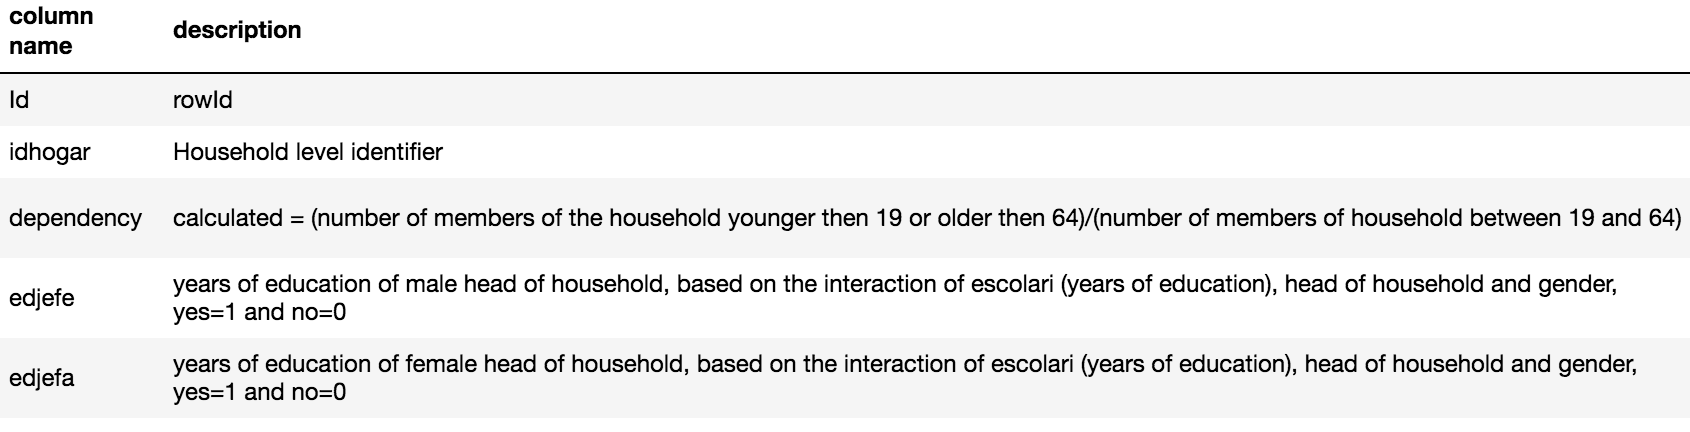 column
name
description
Id
rowId
idhogar
Household level identifier
dependency
calculated = (number of members of the household younger then 19 or older then 64)/(number of members of household between 19 and 64)
edjefe
years of education of male head of household, based on the interaction of escolari (years of education), head of household and gender,
yes=1 and no=0
edjefa
years of education of female head of household, based on the interaction of escolari (years of education), head of household and gender,
yes=1 and no=0